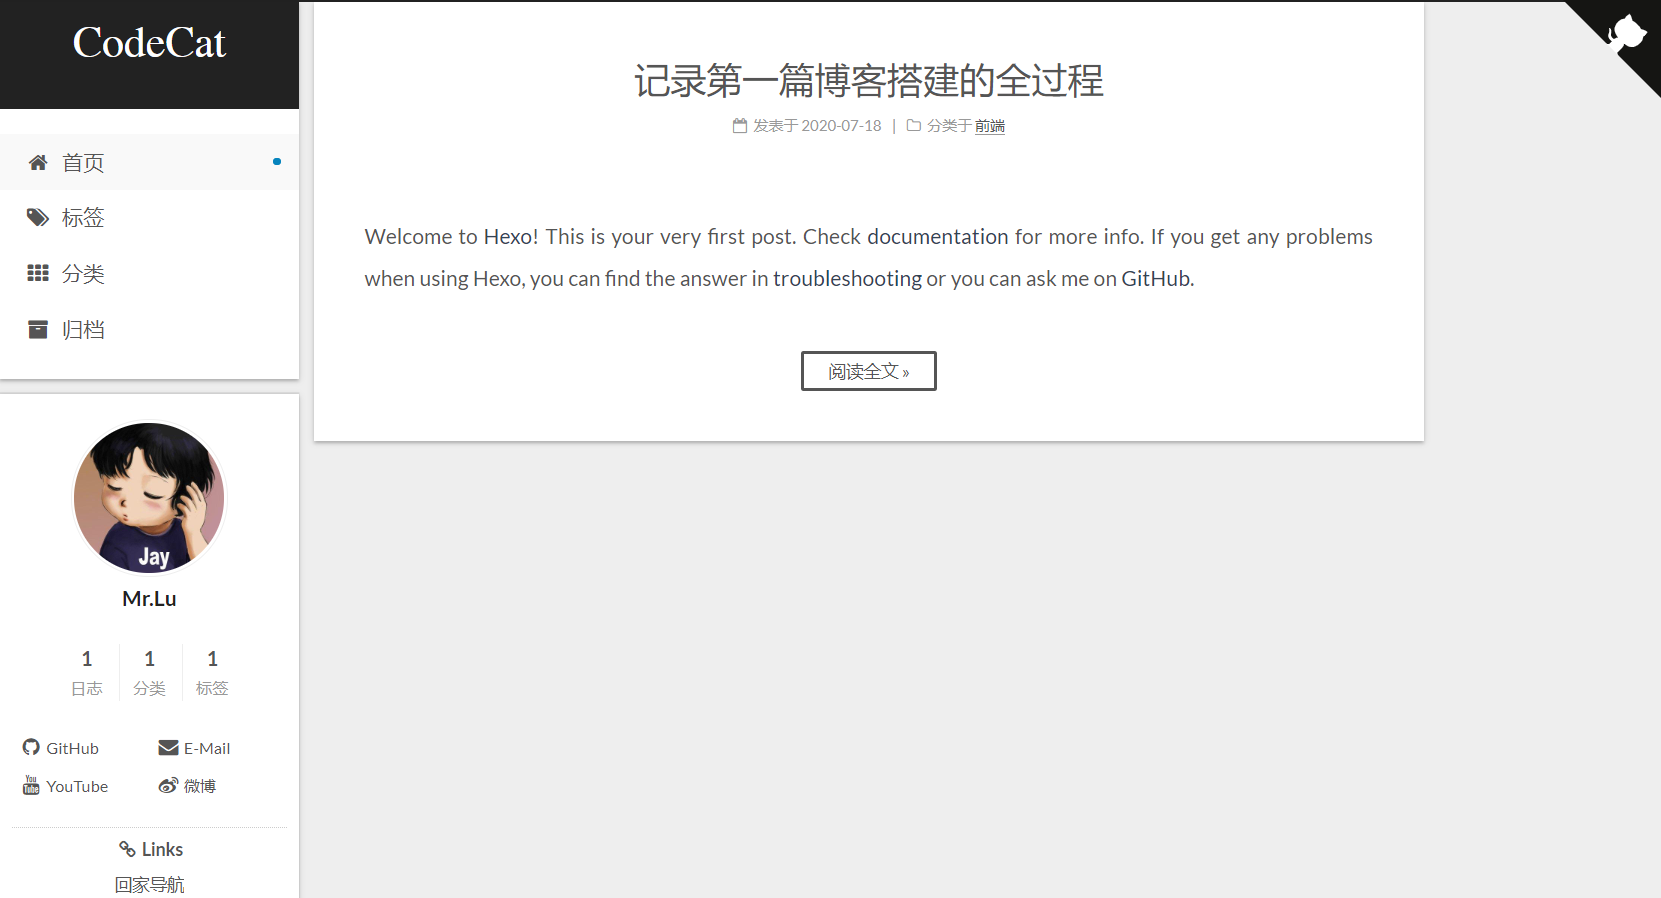 CodeCat
首页
标签
分类
归档
Jay
Mr.Lu
1 1 1
日志 分类 标签
GitHub E-Mail
You Tube YouTube 微博
Links
回家导航
记录第一篇博客搭建的全过程
发表于 2020-07-18 | 分类于 前端
Welcome to Hexo! This is your very first post. Check documentation for more info. If you get any problems
when using Hexo, you can find the answer in troubleshooting or you can ask me on GitHub.
阅读全文 »